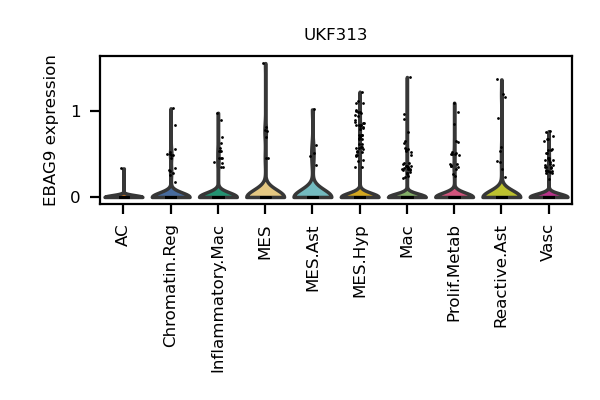 UKF313
EBAG9 expression
1
0
AC
Chromatin.Reg
Inflammatory.Mac
MES
MES.Ast
MES.Hyp
Mac
Prolif.Metab
Reactive.Ast
Vasc